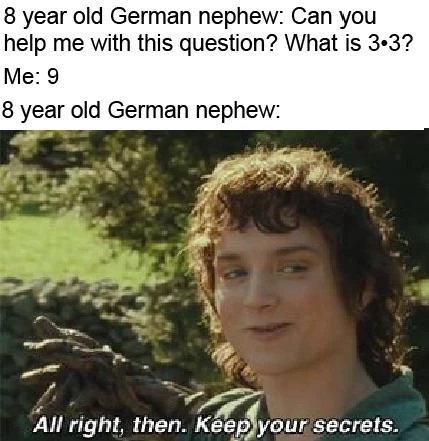 8 year old German nephew: Can you
help me with this question? What is 3•3?
Me: 9
8 year old German nephew:
All right, then. Keep your secrets.